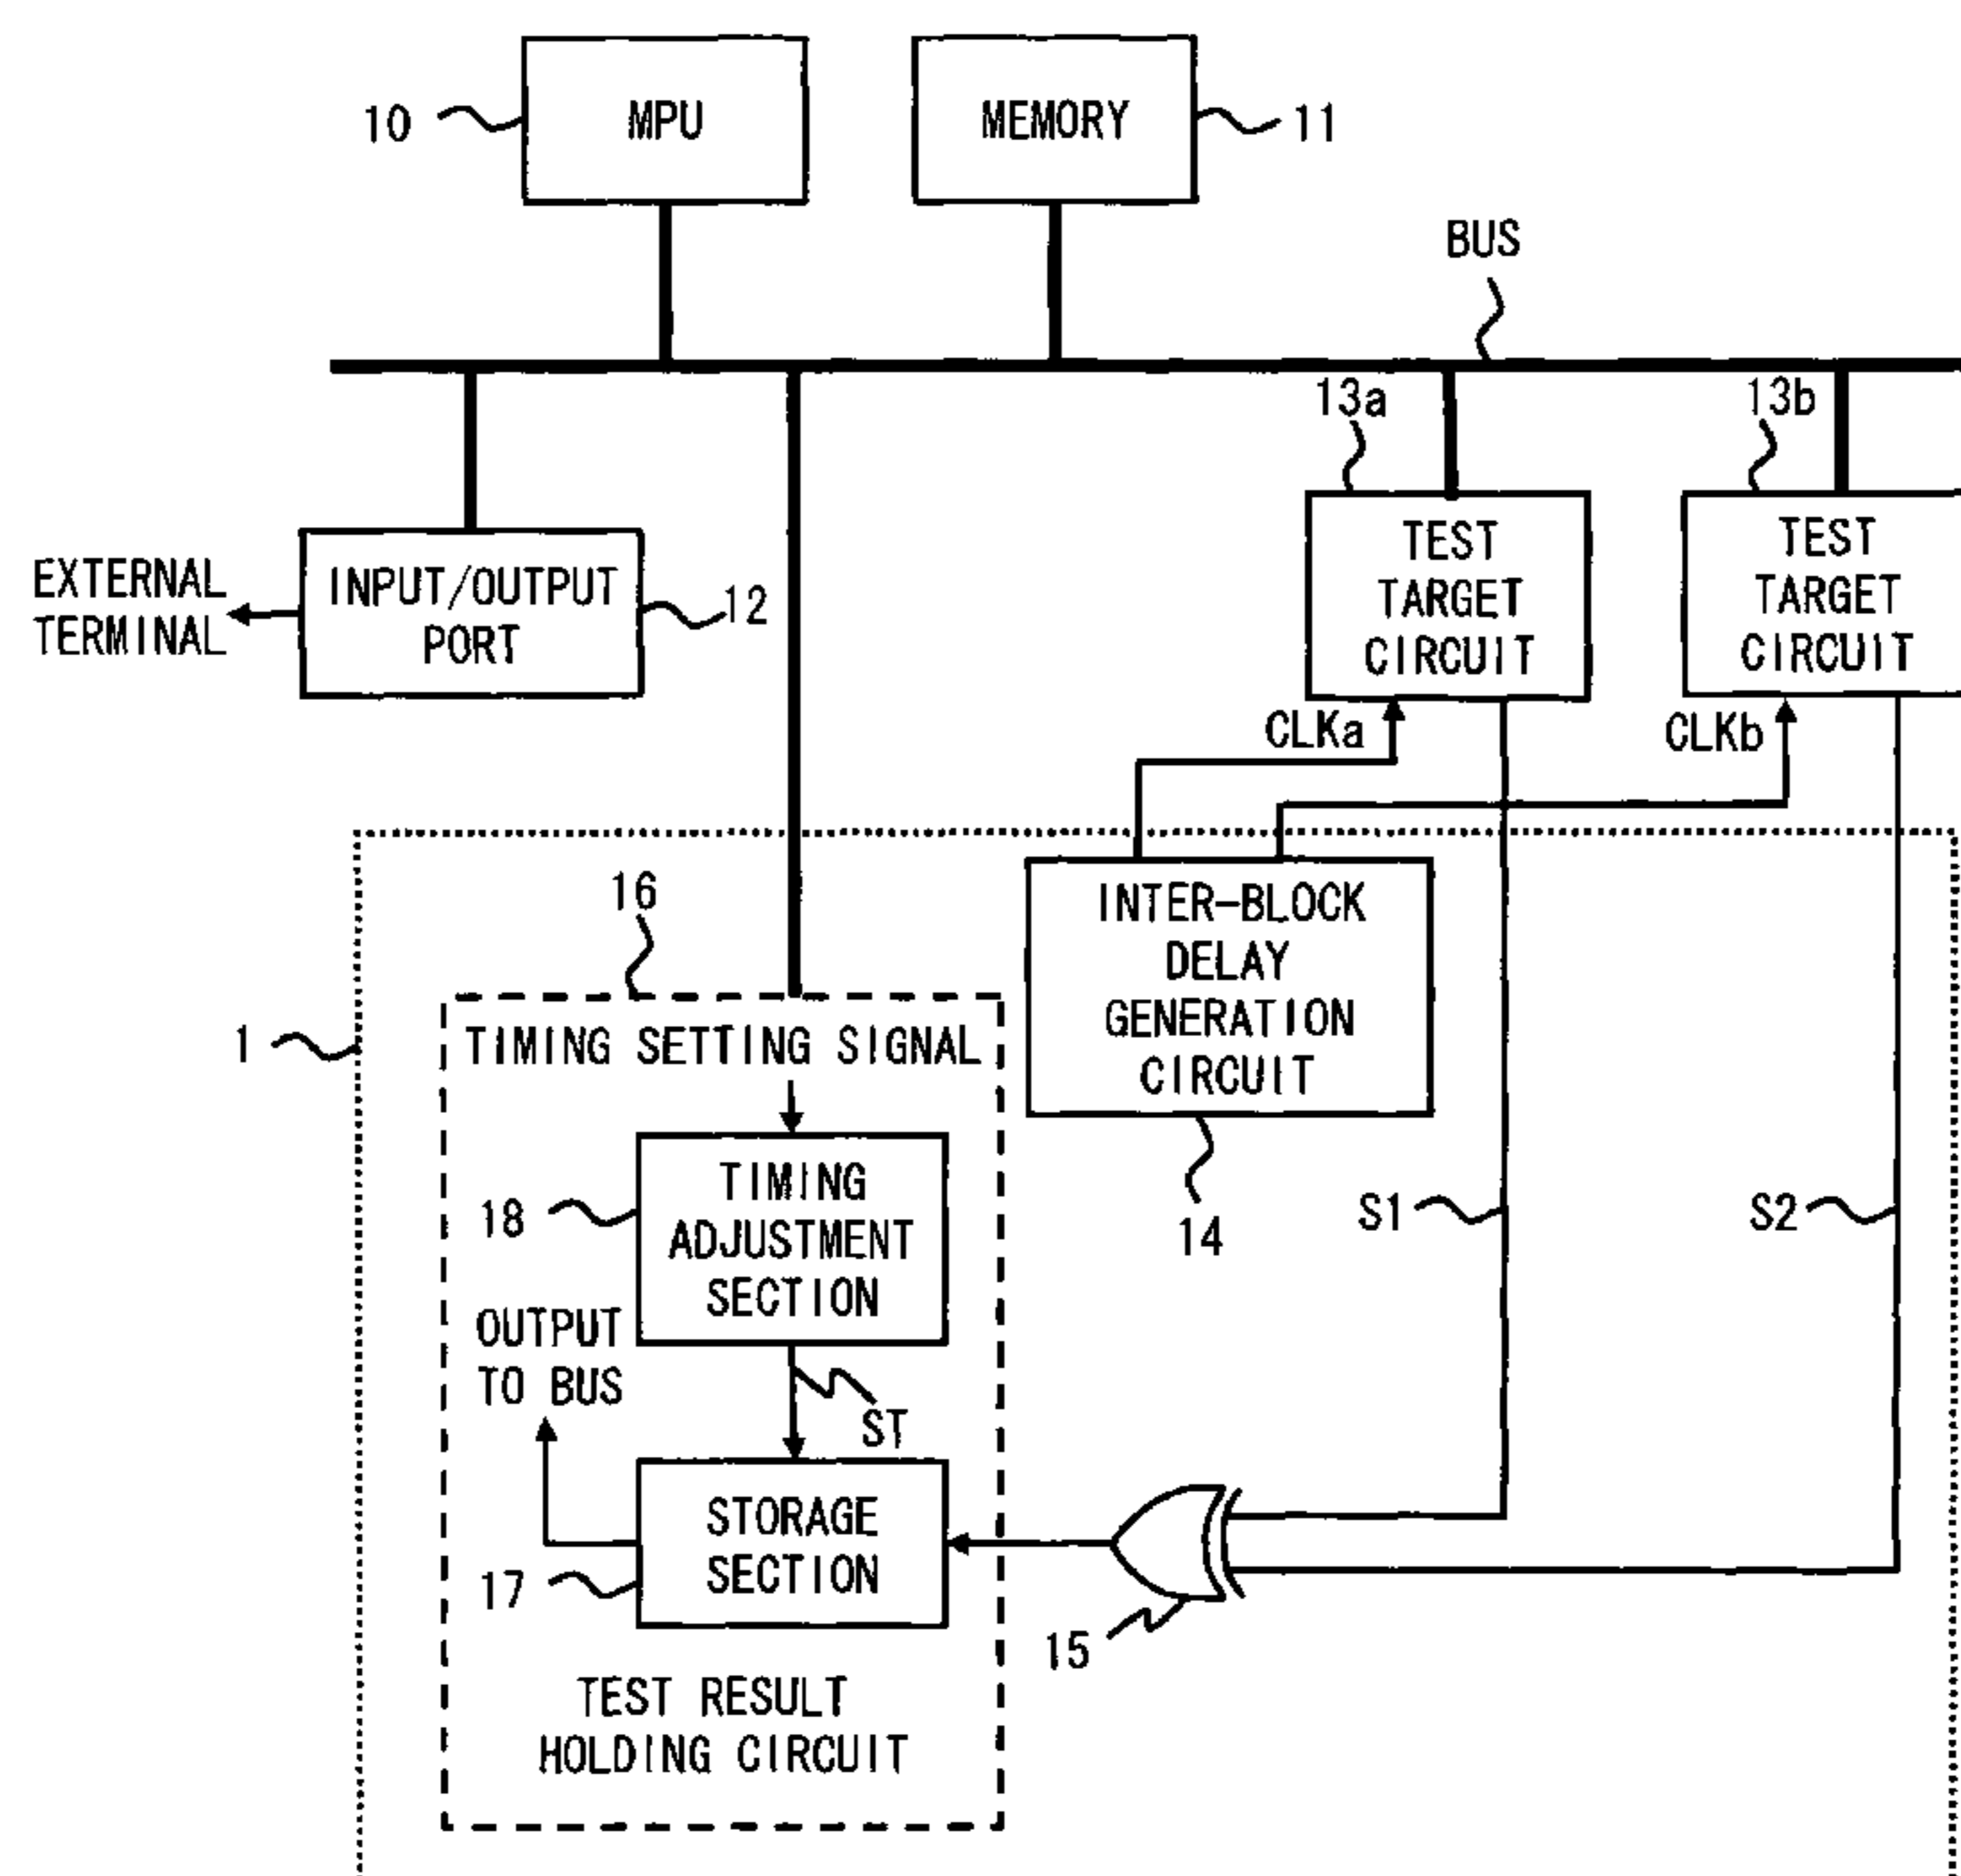 10
MPU
MEMORY
11
BUS
13a
13b
EXTERNAL
TERMINAL
INPUT/OUTPUT
PORT
12
TEST
TARGET
CIRCUIT
TEST
TARGET
CIRCUIT
CLKa
CLKb
16
1
TIMING SETTING SIGNAL
INTER-BLOCK
DELAY
GENERATION
CIRCUIT
14
18
TIMING
ADJUSTMENT
SECTION
S1
S2
OUTPUT
TO BUS
ST
STORAGE
SECTION
17
15
TEST RESULT
HOLDING CIRCUIT